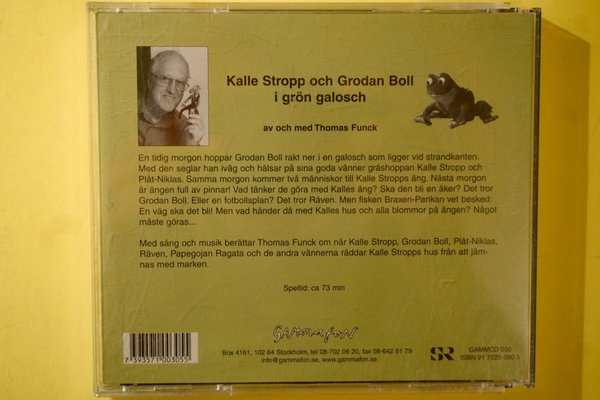 Kalle Stropp och Grodan Boll
i grön galosch
av och med Thomas Funck
En tidig morgon hoppar Grodan Boll rakt ner i en galosch som ligger vid strandkanten.
Med den seglar han iväg och hälsar på sina goda vänner gräshoppan Kalle Stropp och
Plåt-Niklas. Samma morgon kommer två människor till Kalle Stropps äng. Nästa morgon
är ängen full av pinnar! Vad tänker de göra med Kalles äng? Ska den bli en åker? Det tror
Grodan Boll. Eller en fotbollsplan? Det tror Räven. Men fisken Braxen-Pankan vet besked:
En väg ska det bli! Men vad händer då med Kalles hus och alla blommor på ängen? Något
måste göras...
Med sång och musik berättar Thomas Funck om när Kalle Stropp, Grodan Boll, Plåt-Niklas,
Räven, Papegojan Ragata och de andra vännerna räddar Kalle Stropps hus från att jäm-
nas med marken.
Speltid: ca 73 min
GAMMAFON
Box 4161, 102 64 Stockholm, tel 08-702 06 20, fax 08-642 51 79
info@gammafon.se, www.gammafon.se
7 393571 003055
SR
GAMMCD 030
ISBN 91 7225 930 5